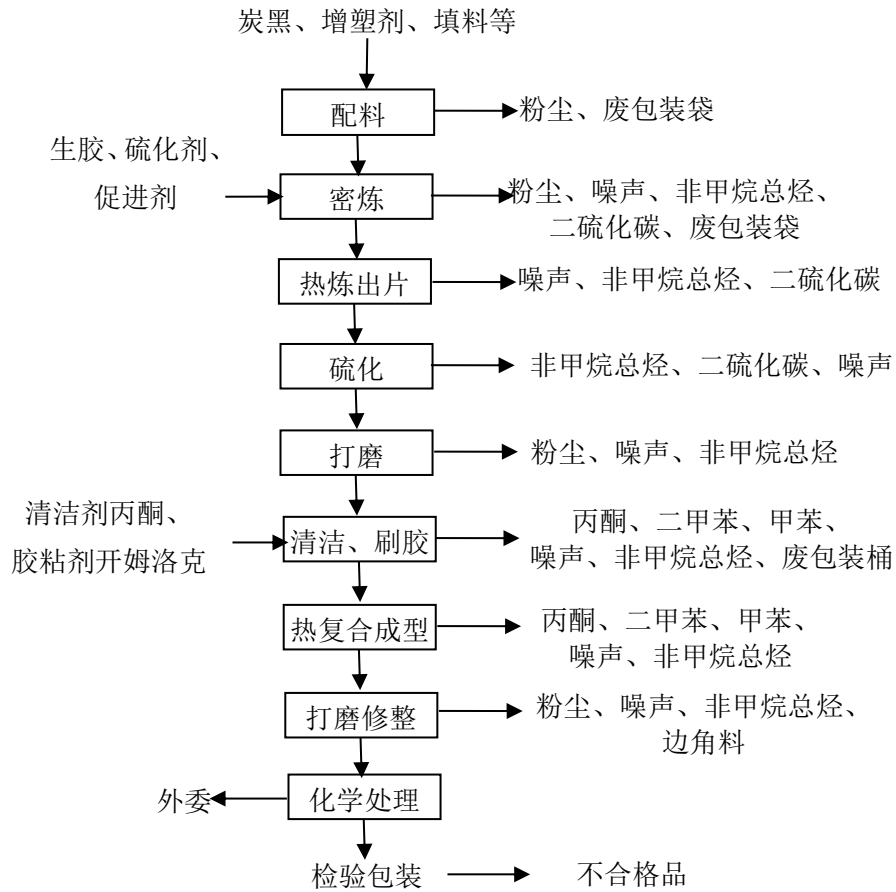 炭黑、增塑剂、填料等
配料
粉尘、废包装袋
生胶、硫化剂、
促进剂
密炼
粉尘、噪声、非甲烷总烃、
二硫化碳、废包装袋
热炼出片
噪声、非甲烷总烃、二硫化碳
硫化
非甲烷总烃、二硫化碳、噪声
打磨
粉尘、噪声、非甲烷总烃
清洁剂丙酮、
胶粘剂开姆洛克
清洁、刷胶
丙酮、二甲苯、甲苯、
噪声、非甲烷总烃、废包装桶
热复合成型
丙酮、二甲苯、甲苯、
噪声、非甲烷总烃
打磨修整
粉尘、噪声、非甲烷总烃、
边角料
外委
化学处理
检验包装
不合格品